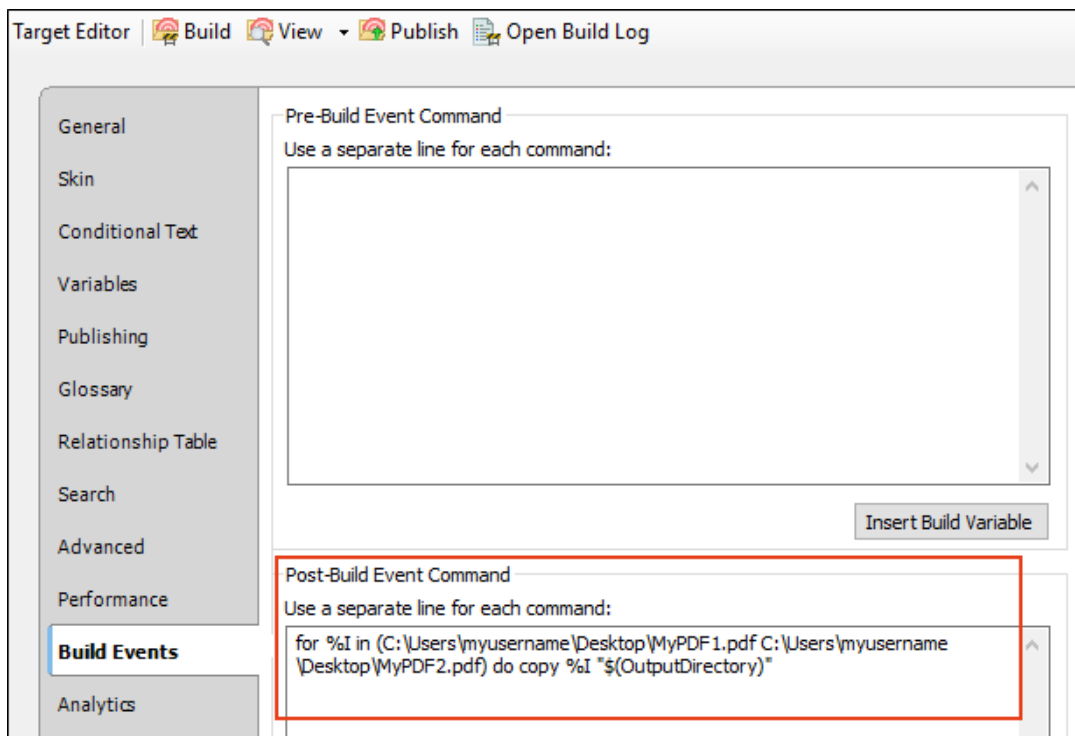 Target Editor Build View Publish Open Build Log
General
Skin
Conditional Text
Variables
Publishing
Glossary
Relationship Table
Search
Advanced
Performance
Build Events
Analytics
Pre-Build Event Command
Use a separate line for each command:
Insert Build Variable
Post-Build Event Command
Use a separate line for each command:
for %I in (C:\Users\myusername\Desktop\MyPDF1.pdf C:\Users\myusername
\Desktop\MyPDF2.pdf) do copy %I "$(OutputDirectory)"